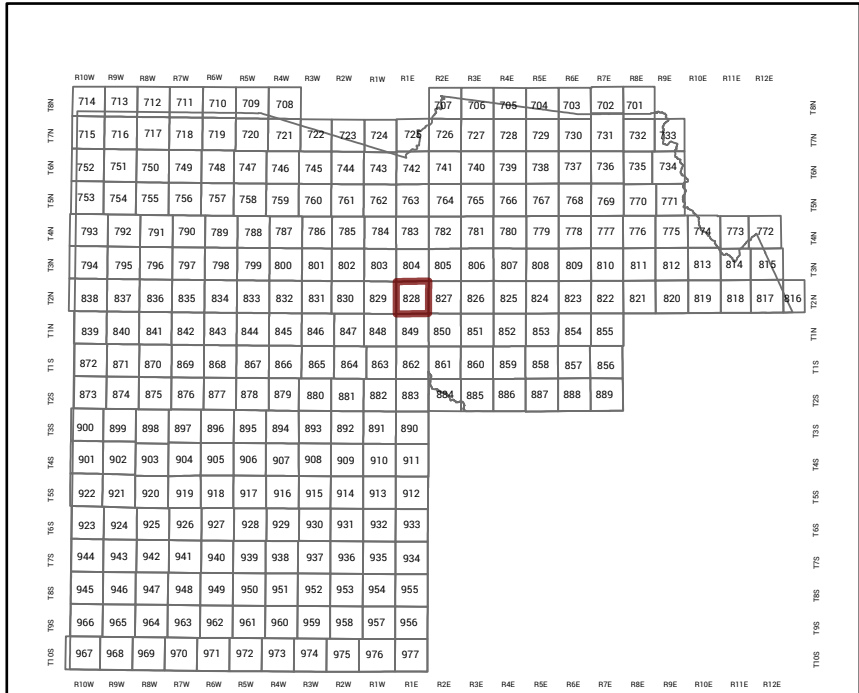 R10W R9W R8W R7W R6W R5W R4W R3W R2W R1W R1E R2E R3E R4E R5E R6E R7E R8E R9E R10E R11E R12E
T8N 714 713 712 711 710 709 708 707 706 705 704 703 702 701 T8N
T7N 715 716 717 718 719 720 721 722 723 724 725 726 727 728 729 730 731 732 733 T7N
T6N 752 751 750 749 748 747 746 745 744 743 742 741 740 739 738 737 736 735 734 T6N
T5N 753 754 755 756 757 758 759 760 761 762 763 764 765 766 767 768 769 770 771 T5N
T4N 793 792 791 790 789 788 787 786 785 784 783 782 781 780 779 778 777 776 775 774 773 772 T4N
T3N 794 795 796 797 798 799 800 801 802 803 804 805 806 807 808 809 810 811 812 813 814 815 T3N
T2N 838 837 836 835 834 833 832 831 830 829 828 827 826 825 824 823 822 821 820 819 818 817 816 T2N
T1N 839 840 841 842 843 844 845 846 847 848 849 850 851 852 853 854 855 T1N
T1S 872 871 870 869 868 867 866 865 864 863 862 861 860 859 858 857 856 T1S
T2S 873 874 875 876 877 878 879 880 881 882 883 884 885 886 887 888 889 T2S
T3S 900 899 898 897 896 895 894 893 892 891 890 T3S
T4S 901 902 903 904 905 906 907 908 909 910 911 T4S
T5S 922 921 920 919 918 917 916 915 914 913 912 T5S
T6S 923 924 925 926 927 928 929 930 931 932 933 T6S
T7S 944 943 942 941 940 939 938 937 936 935 934 T7S
T8S 945 946 947 948 949 950 951 952 953 954 955 T8S
T9S 966 965 964 963 962 961 960 959 958 957 956 T9S
T10S 967 968 969 970 971 972 973 974 975 976 977 T10S
R10W R9W R8W R7W R6W R5W R4W R3W R2W R1W R1E R2E R3E R4E R5E R6E R7E R8E R9E R10E R11E R12E